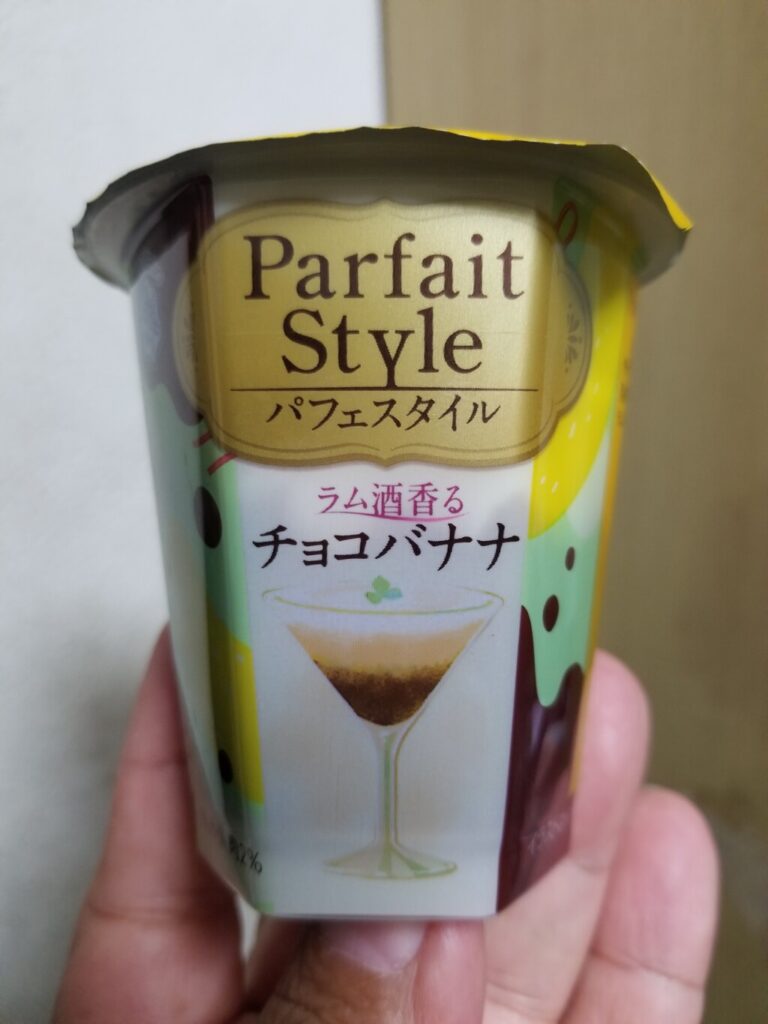 Parfait
Style
パフェスタイル
ラム酒香る
チョコバナナ